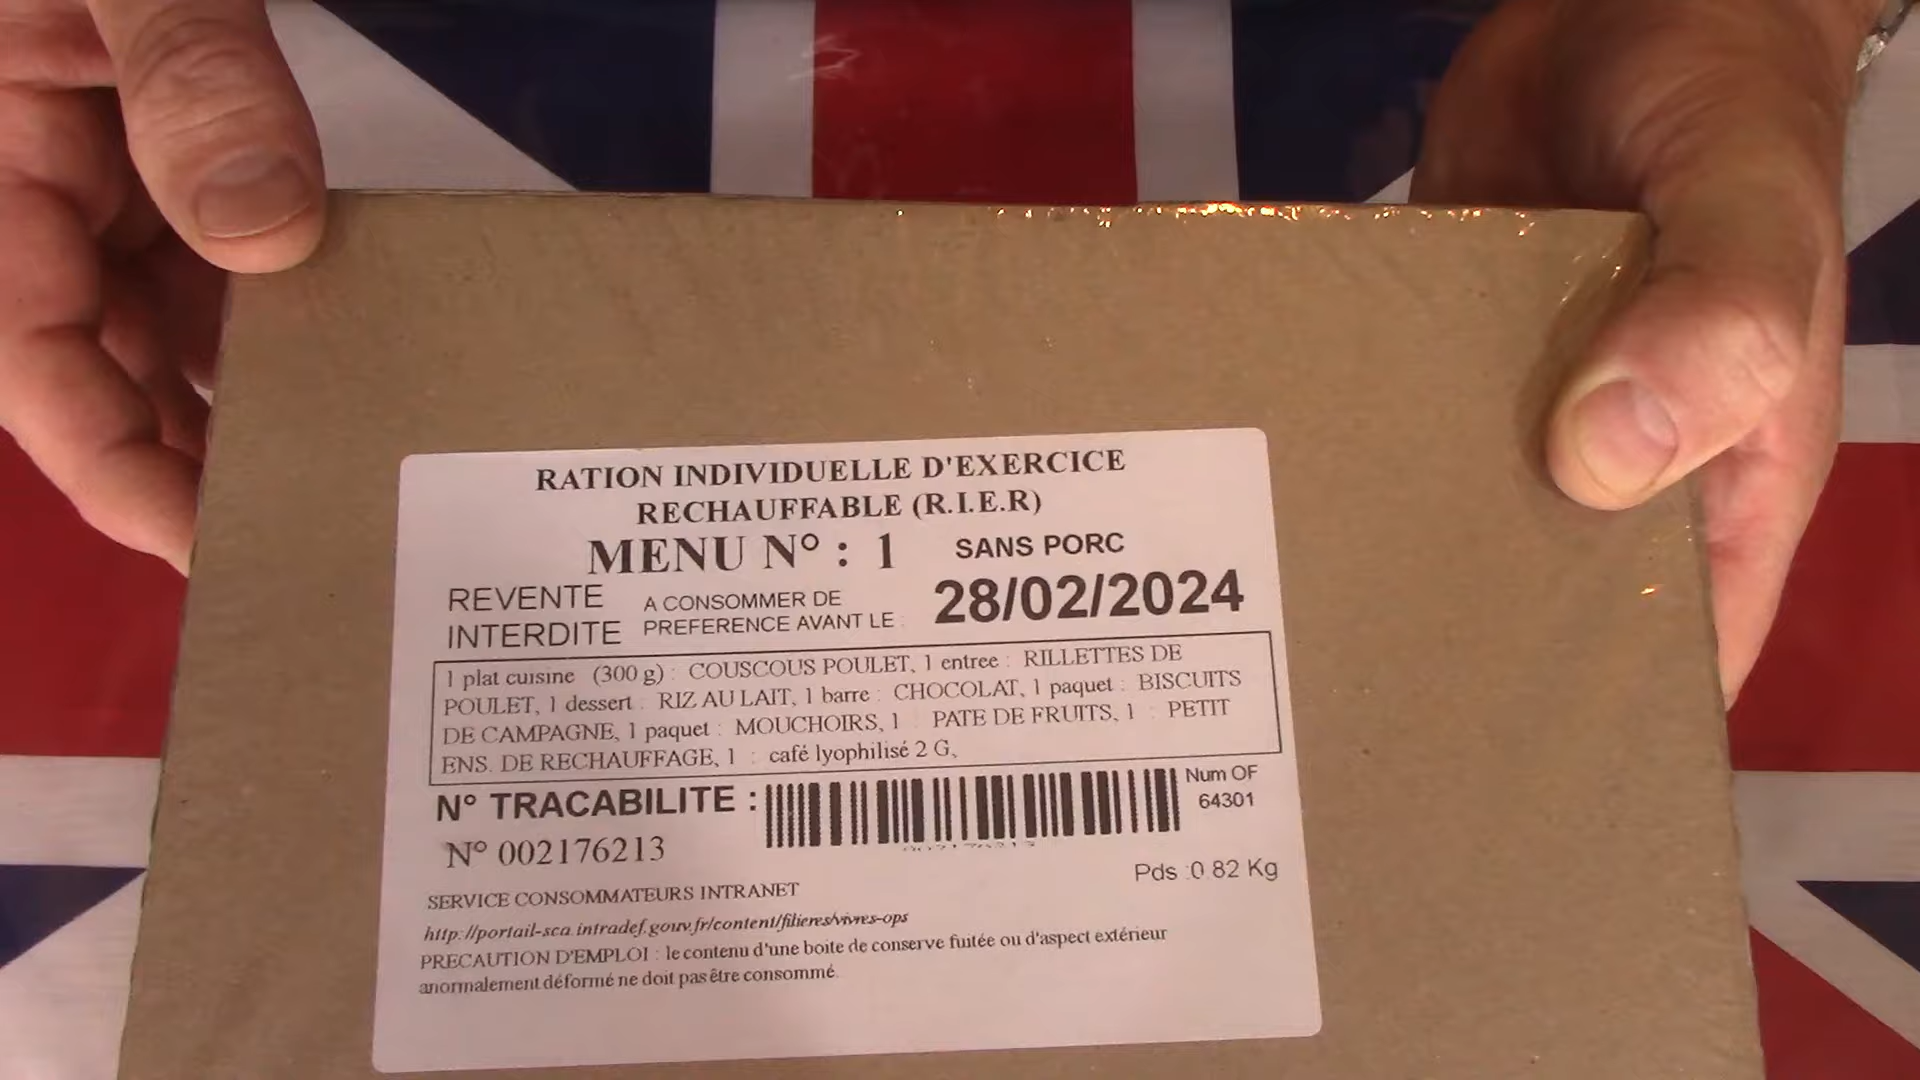 RATION INDIVIDUELLE D'EXERCICE
RECHAUFFABLE (R.I.E.R)
MENU N° : 1 SANS PORC
REVENTE INTERDITE
A CONSOMMER DE PREFERENCE AVANT LE : 28/02/2024
1 plat cuisine (300 g) : COUSCOUS POULET, 1 entree : RILLETTES DE
POULET, 1 dessert : RIZ AU LAIT, 1 barre : CHOCOLAT, 1 paquet : BISCUITS
DE CAMPAGNE, 1 paquet : MOUCHOIRS, 1 : PATE DE FRUITS, 1 : PETIT
ENS. DE RECHAUFFAGE, 1 : café lyophilisé 2 G,
N° TRACABILITE :
N° 002176213
Num OF
64301
Pds :0.82 Kg
SERVICE CONSOMMATEURS INTRANET
http://portail-sca.intradef.gouv.fr/content/filieres/vivres-ops
PRECAUTION D'EMPLOI : le contenu d'une boite de conserve fuitée ou d'aspect extérieur
anormalement déformé ne doit pas être consommé.